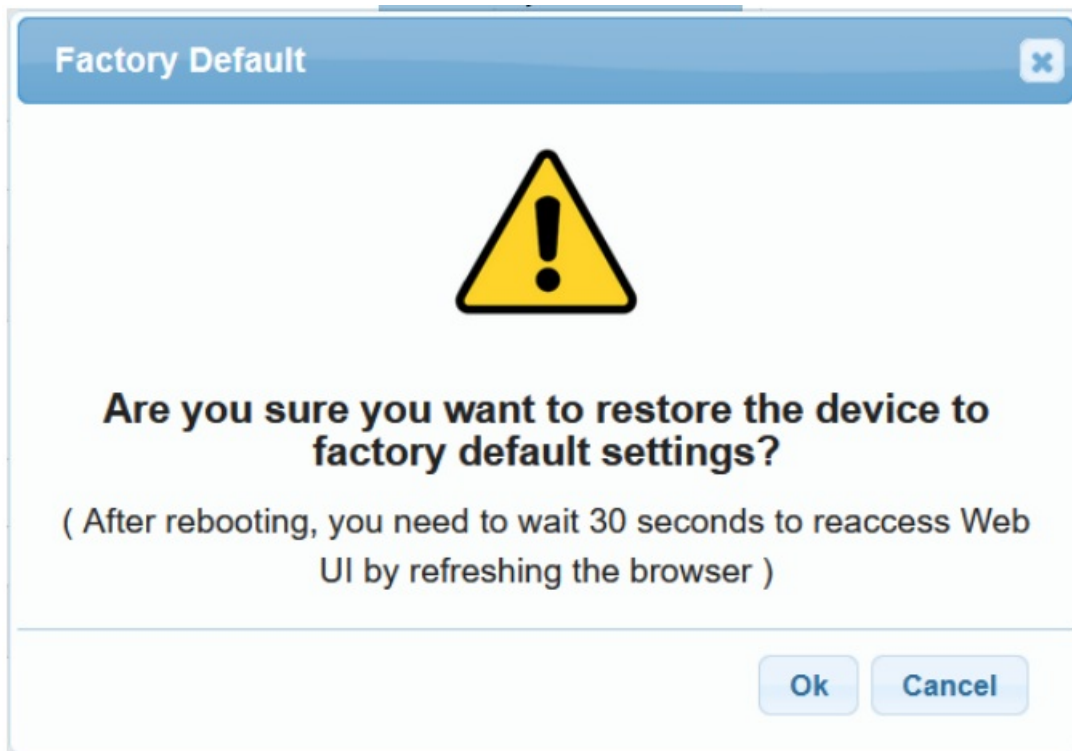 Factory Default
Are you sure you want to restore the device to
factory default settings?
( After rebooting, you need to wait 30 seconds to reaccess Web
UI by refreshing the browser )
Ok
Cancel